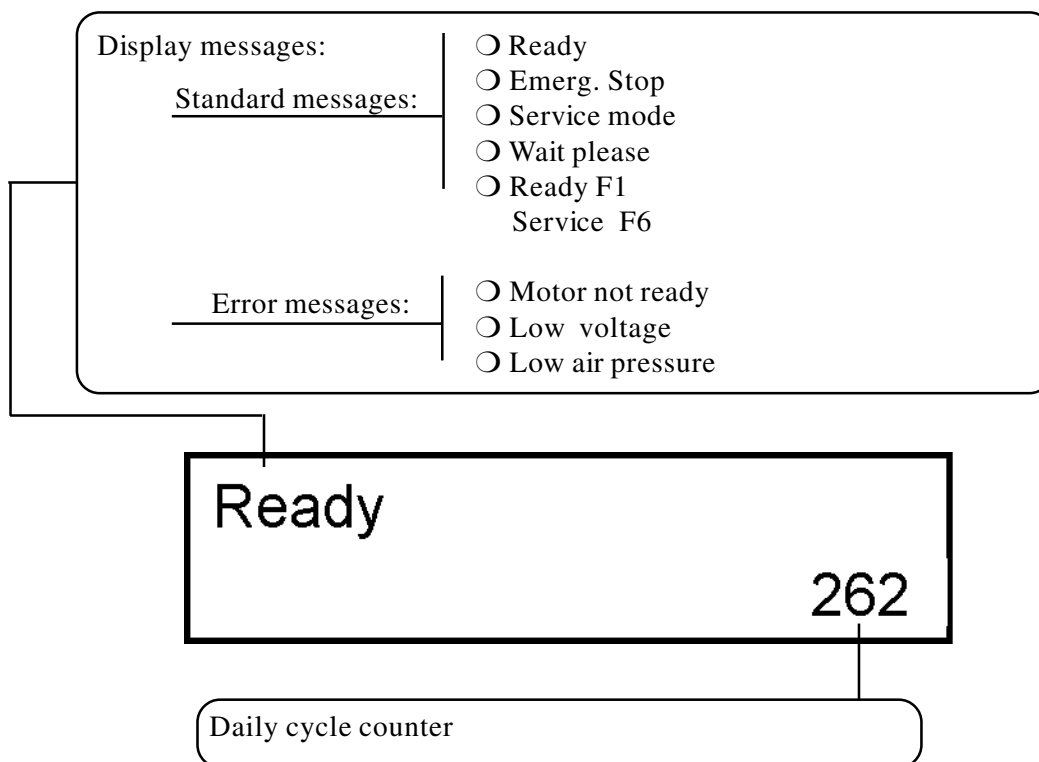 Display messages:
Standard messages:
❍ Ready
❍ Emerg. Stop
❍ Service mode
❍ Wait please
❍ Ready F1
Service F6
Error messages:
❍ Motor not ready
❍ Low voltage
❍ Low air pressure
Ready
262
Daily cycle counter